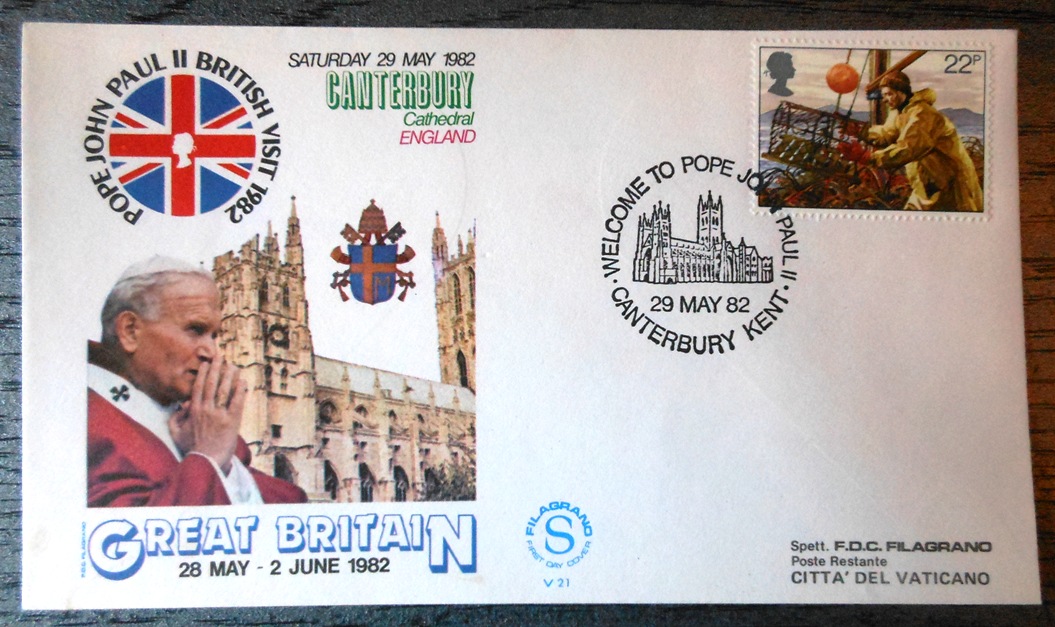 POPE JOHN PAUL II BRITISH VISIT 1982
SATURDAY 29 MAY 1982
CANTERBURY
Cathedral
ENGLAND
22P
WELCOME TO POPE JOHN PAUL II
29 MAY 82
· CANTERBURY KENT ·
GREAT BRITAIN
28 MAY - 2 JUNE 1982
FILAGRANO
S
FIRST DAY COVER
V 21
Spett. F.D.C. FILAGRANO
Poste Restante
CITTA' DEL VATICANO